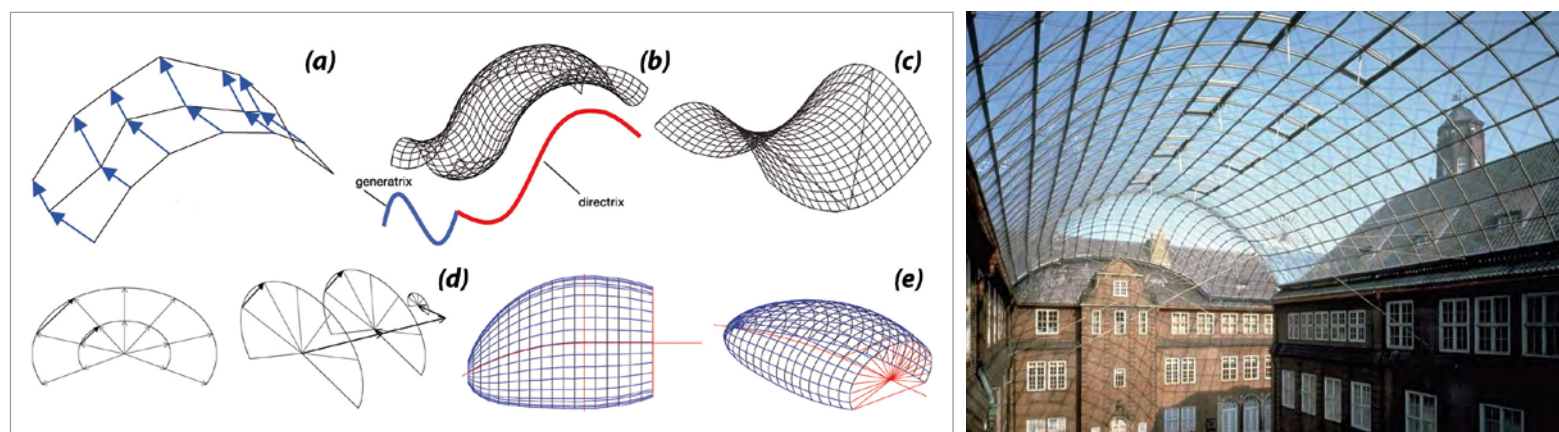 (a)
(b)
(c)
generatrix
directrix
(d)
(e)